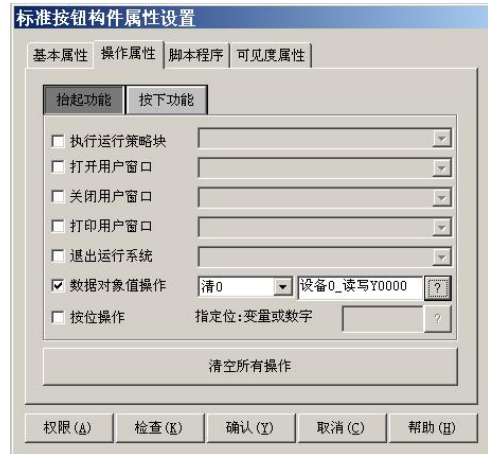 标准按钮构件属性设置
基本属性 操作属性 脚本程序 可见度属性
抬起功能 按下功能
执行运行策略块
打开用户窗口
关闭用户窗口
打印用户窗口
退出运行系统
数据对象值操作 清0 设备0_读写Y0000 ?
按位操作 指定位:变量或数字 ?
清空所有操作
权限(A) 检查(K) 确认(Y) 取消(C) 帮助(H)